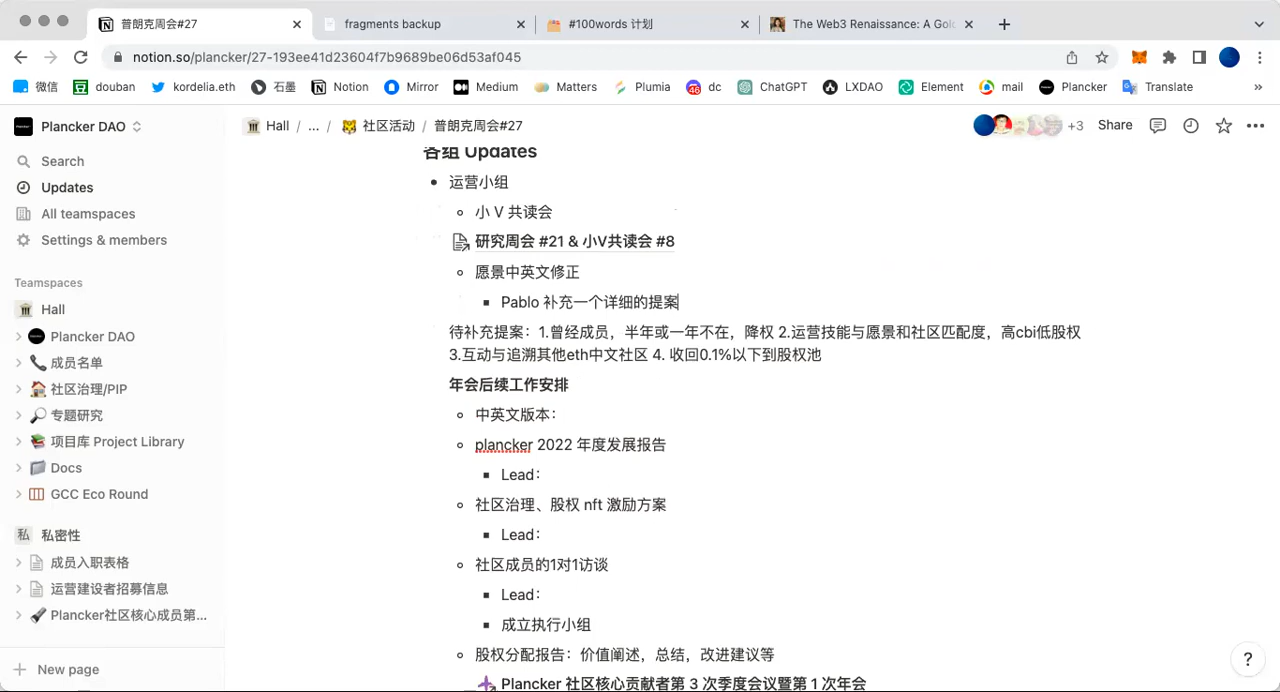 普朗克周会#27
fragments backup
#100words 计划
The Web3 Renaissance: A Gol
notion.so/plancker/27-193ee41d23604f7b9689be06d53af045
微信
douban
kordelia.eth
石墨
Notion
Mirror
Medium
Matters
Plumia
46
dc
ChatGPT
LXDAO
Element
mail
Plancker
Translate
Plancker DAO
Hall / ... / 社区活动 / 普朗克周会#27
+3
Share
Search
Updates
All teamspaces
Settings & members
Teamspaces
Hall
Plancker DAO
成员名单
社区治理/PIP
专题研究
项目库 Project Library
Docs
GCC Eco Round
私 私密性
成员入职表格
运营建设者招募信息
Plancker社区核心成员第...
New page
各组 Updates
运营小组
小 V 共读会
研究周会 #21 & 小V共读会 #8
愿景中英文修正
Pablo 补充一个详细的提案
待补充提案：1.曾经成员，半年或一年不在，降权 2.运营技能与愿景和社区匹配度，高cbi低股权
3.互动与追溯其他eth中文社区 4. 收回0.1%以下到股权池
年会后续工作安排
中英文版本：
plancker 2022 年度发展报告
Lead：
社区治理、股权 nft 激励方案
Lead：
社区成员的1对1访谈
Lead：
成立执行小组
股权分配报告：价值阐述，总结，改进建议等
Plancker 社区核心贡献者第 3 次季度会议暨第 1 次年会
?